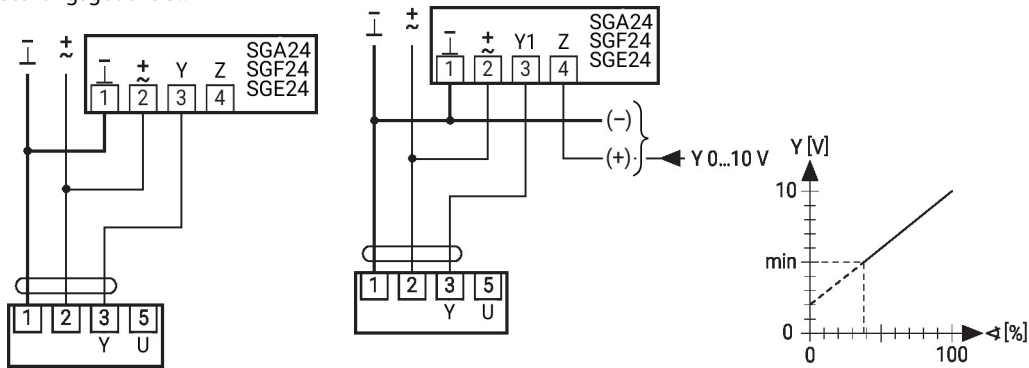 ⊥ – + ~
SGA24
SGF24
SGE24
⊥ – + ~ Y Z
1 2 3 4
1 2 3 5
Y U
⊥ – + ~
SGA24
SGF24
SGE24
⊥ – + ~ Y1 Z
1 2 3 4
(–)
(+) Y 0...10 V
1 2 3 5
Y U
Y [V]
10
min
0
0 100
∢ [%]